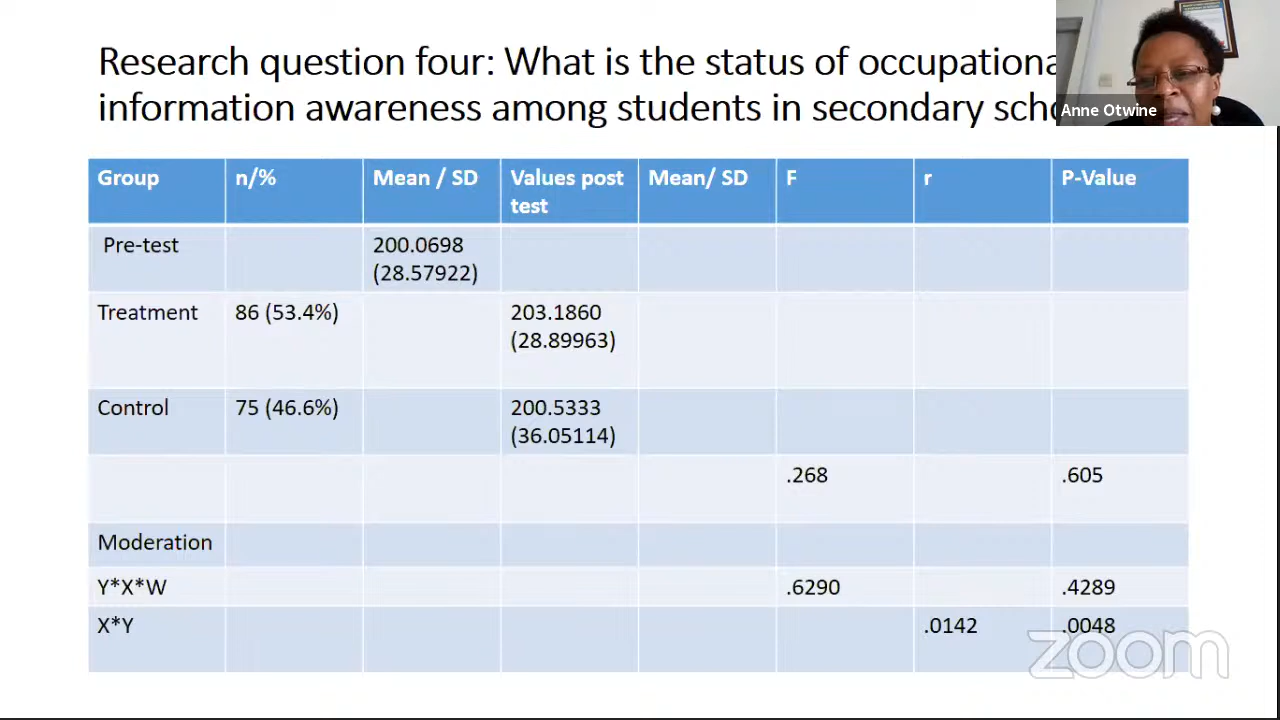 Research question four: What is the status of occupationa
information awareness among students in secondary scho
Anne Otwine
Group n/% Mean / SD Values post test Mean/ SD F r P-Value
Pre-test 200.0698 (28.57922)
Treatment 86 (53.4%) 203.1860 (28.89963)
Control 75 (46.6%) 200.5333 (36.05114)
.268 .605
Moderation
Y*X*W .6290 .4289
X*Y .0142 .0048
zoom